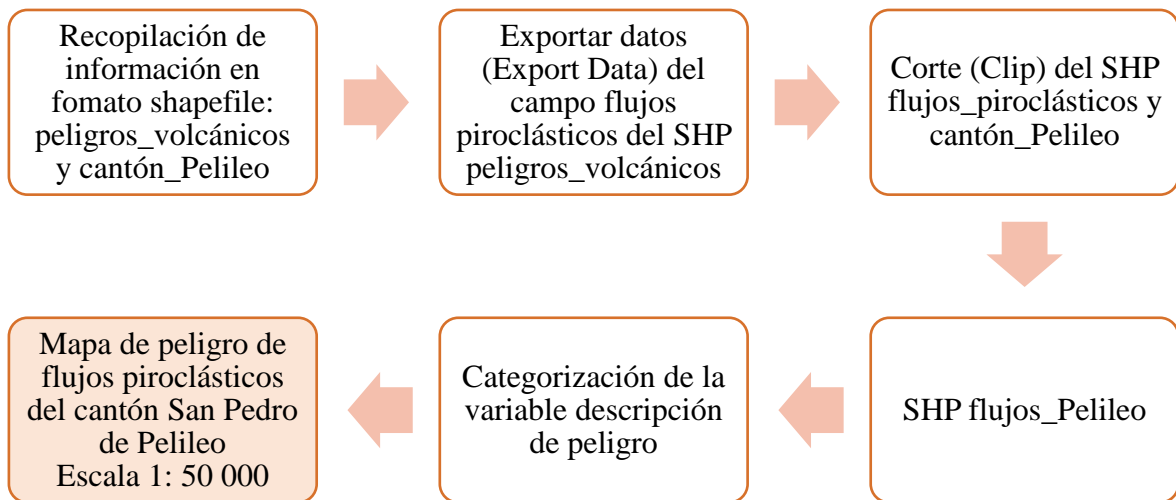 Recopilación de
información en
fomato shapefile:
peligros_volcánicos
y cantón_Pelileo
Exportar datos
(Export Data) del
campo flujos
piroclásticos del SHP
peligros_volcánicos
Corte (Clip) del SHP
flujos_piroclásticos y
cantón_Pelileo
SHP flujos_Pelileo
Categorización de la
variable descripción
de peligro
Mapa de peligro de
flujos piroclásticos
del cantón San Pedro
de Pelileo
Escala 1: 50 000